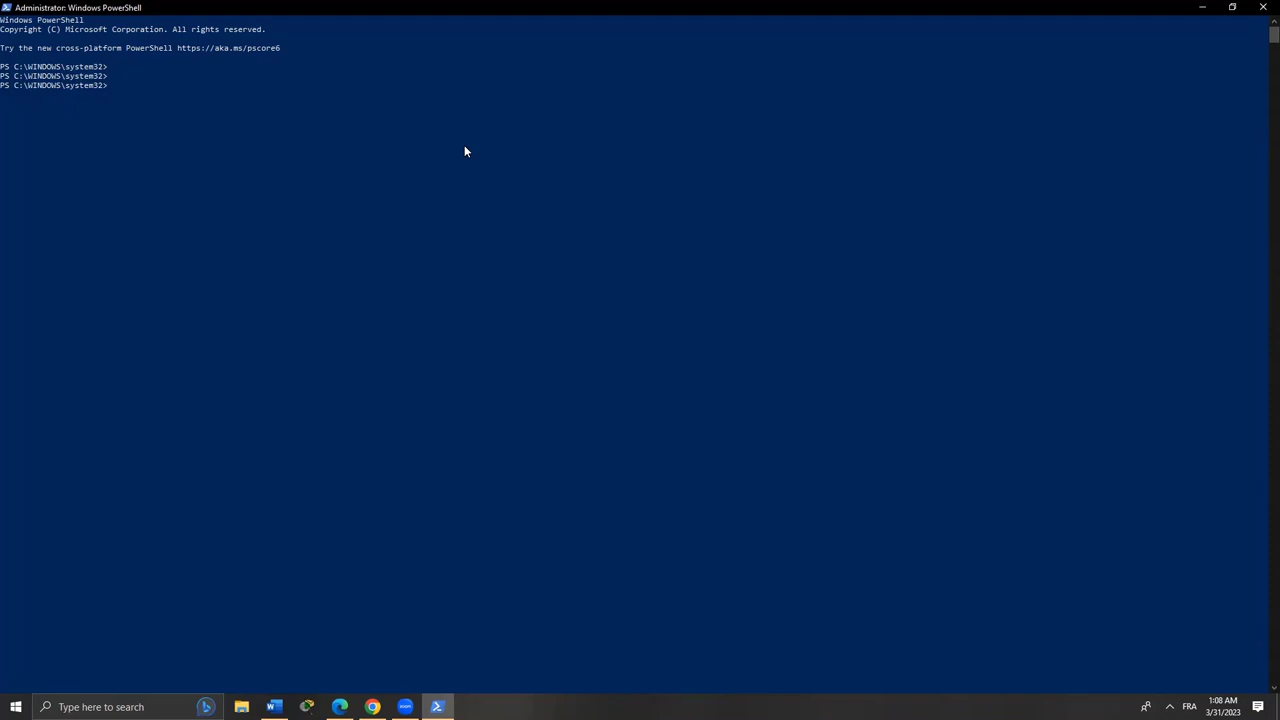 Administrator: Windows PowerShell
Windows PowerShell
Copyright (C) Microsoft Corporation. All rights reserved.
Try the new cross-platform PowerShell https://aka.ms/pscore6
PS C:\WINDOWS\system32>
PS C:\WINDOWS\system32>
PS C:\WINDOWS\system32>
Type here to search
zoom
FRA
1:08 AM
3/31/2023